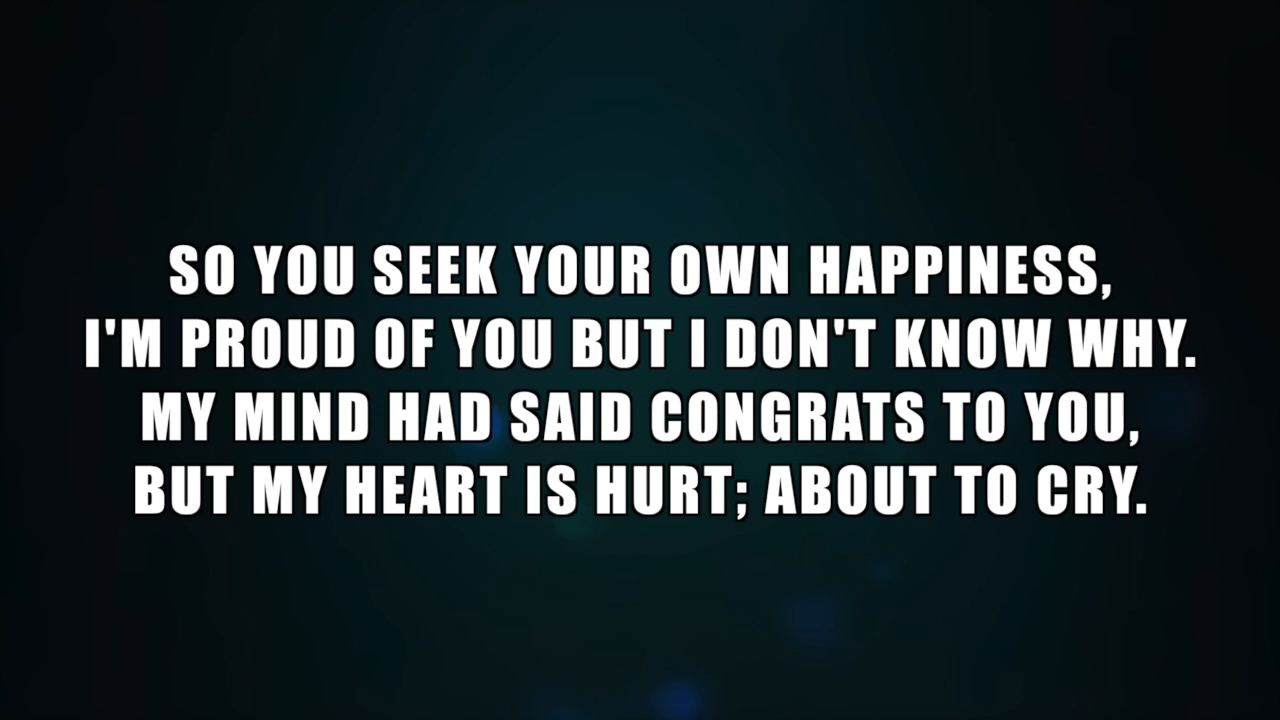 SO YOU SEEK YOUR OWN HAPPINESS,
I'M PROUD OF YOU BUT I DON'T KNOW WHY.
MY MIND HAD SAID CONGRATS TO YOU,
BUT MY HEART IS HURT; ABOUT TO CRY.